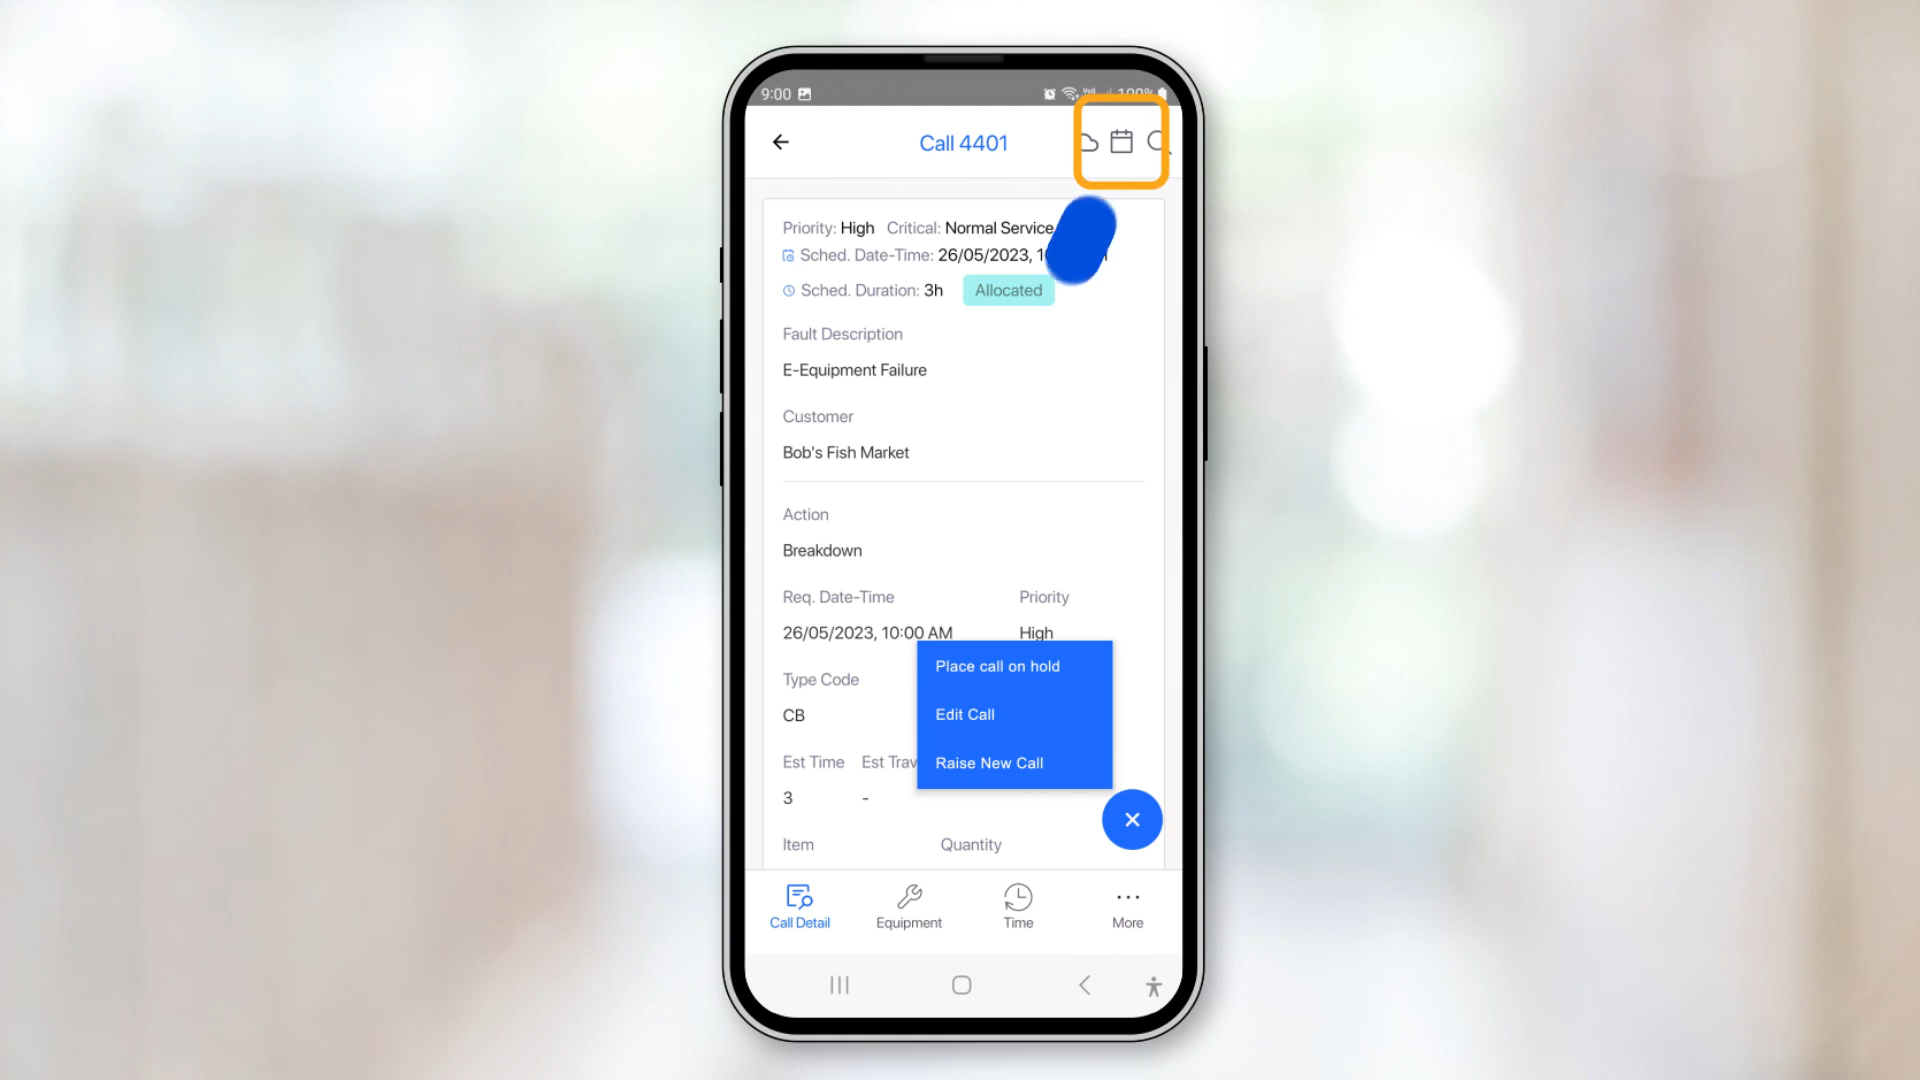 9:00 100%
Call 4401
Priority: High Critical: Normal Service
Sched. Date-Time: 26/05/2023,
Sched. Duration: 3h Allocated
Fault Description
E-Equipment Failure
Customer
Bob's Fish Market
Action
Breakdown
Req. Date-Time Priority
26/05/2023, 10:00 AM High
Place call on hold
Type Code
CB
Edit Call
Est Time Est Trav
Raise New Call
3 -
Item Quantity
Call Detail Equipment Time More